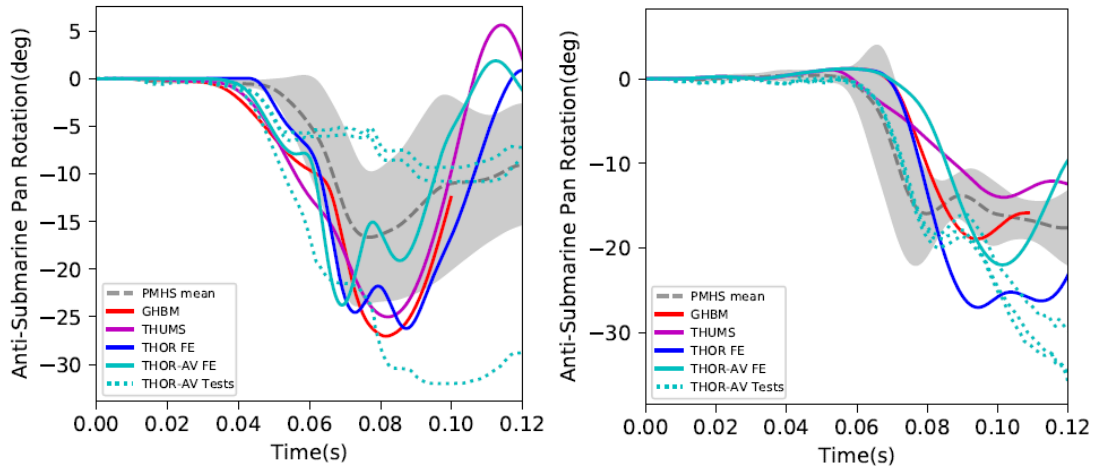 Anti-Submarine Pan Rotation(deg)
5
0
−5
−10
−15
−20
−25
−30
PMHS mean
GHBM
THUMS
THOR FE
THOR-AV FE
THOR-AV Tests
0.00 0.02 0.04 0.06 0.08 0.10 0.12
Time(s)
Anti-Submarine Pan Rotation(deg)
0
−10
−20
−30
PMHS mean
GHBM
THUMS
THOR FE
THOR-AV FE
THOR-AV Tests
0.00 0.02 0.04 0.06 0.08 0.10 0.12
Time(s)